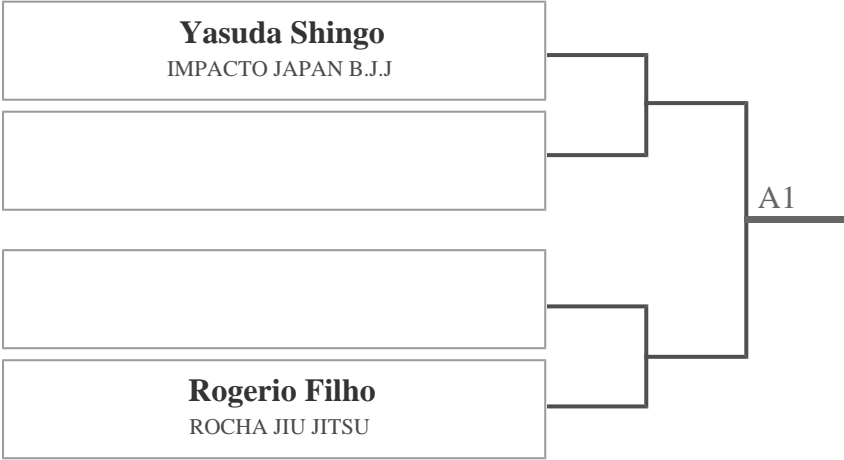 Yasuda Shingo
IMPACTO JAPAN B.J.J
A1
Rogerio Filho
ROCHA JIU JITSU